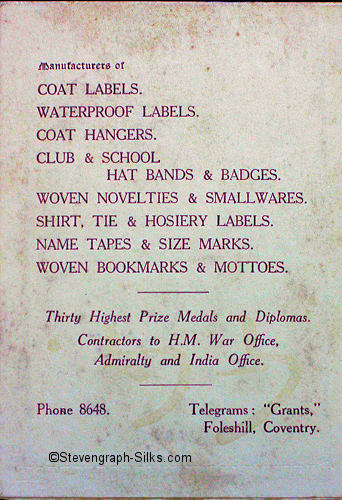 Manufacturers of
COAT LABELS.
WATERPROOF LABELS.
COAT HANGERS.
CLUB & SCHOOL
HAT BANDS & BADGES.
WOVEN NOVELTIES & SMALLWARES.
SHIRT, TIE & HOSIERY LABELS.
NAME TAPES & SIZE MARKS.
WOVEN BOOKMARKS & MOTTOES.
Thirty Highest Prize Medals and Diplomas.
Contractors to H.M. War Office,
Admiralty and India Office.
Phone 8648. Telegrams: "Grants,"
Foleshill, Coventry.
©Stevengraph-Silks.com